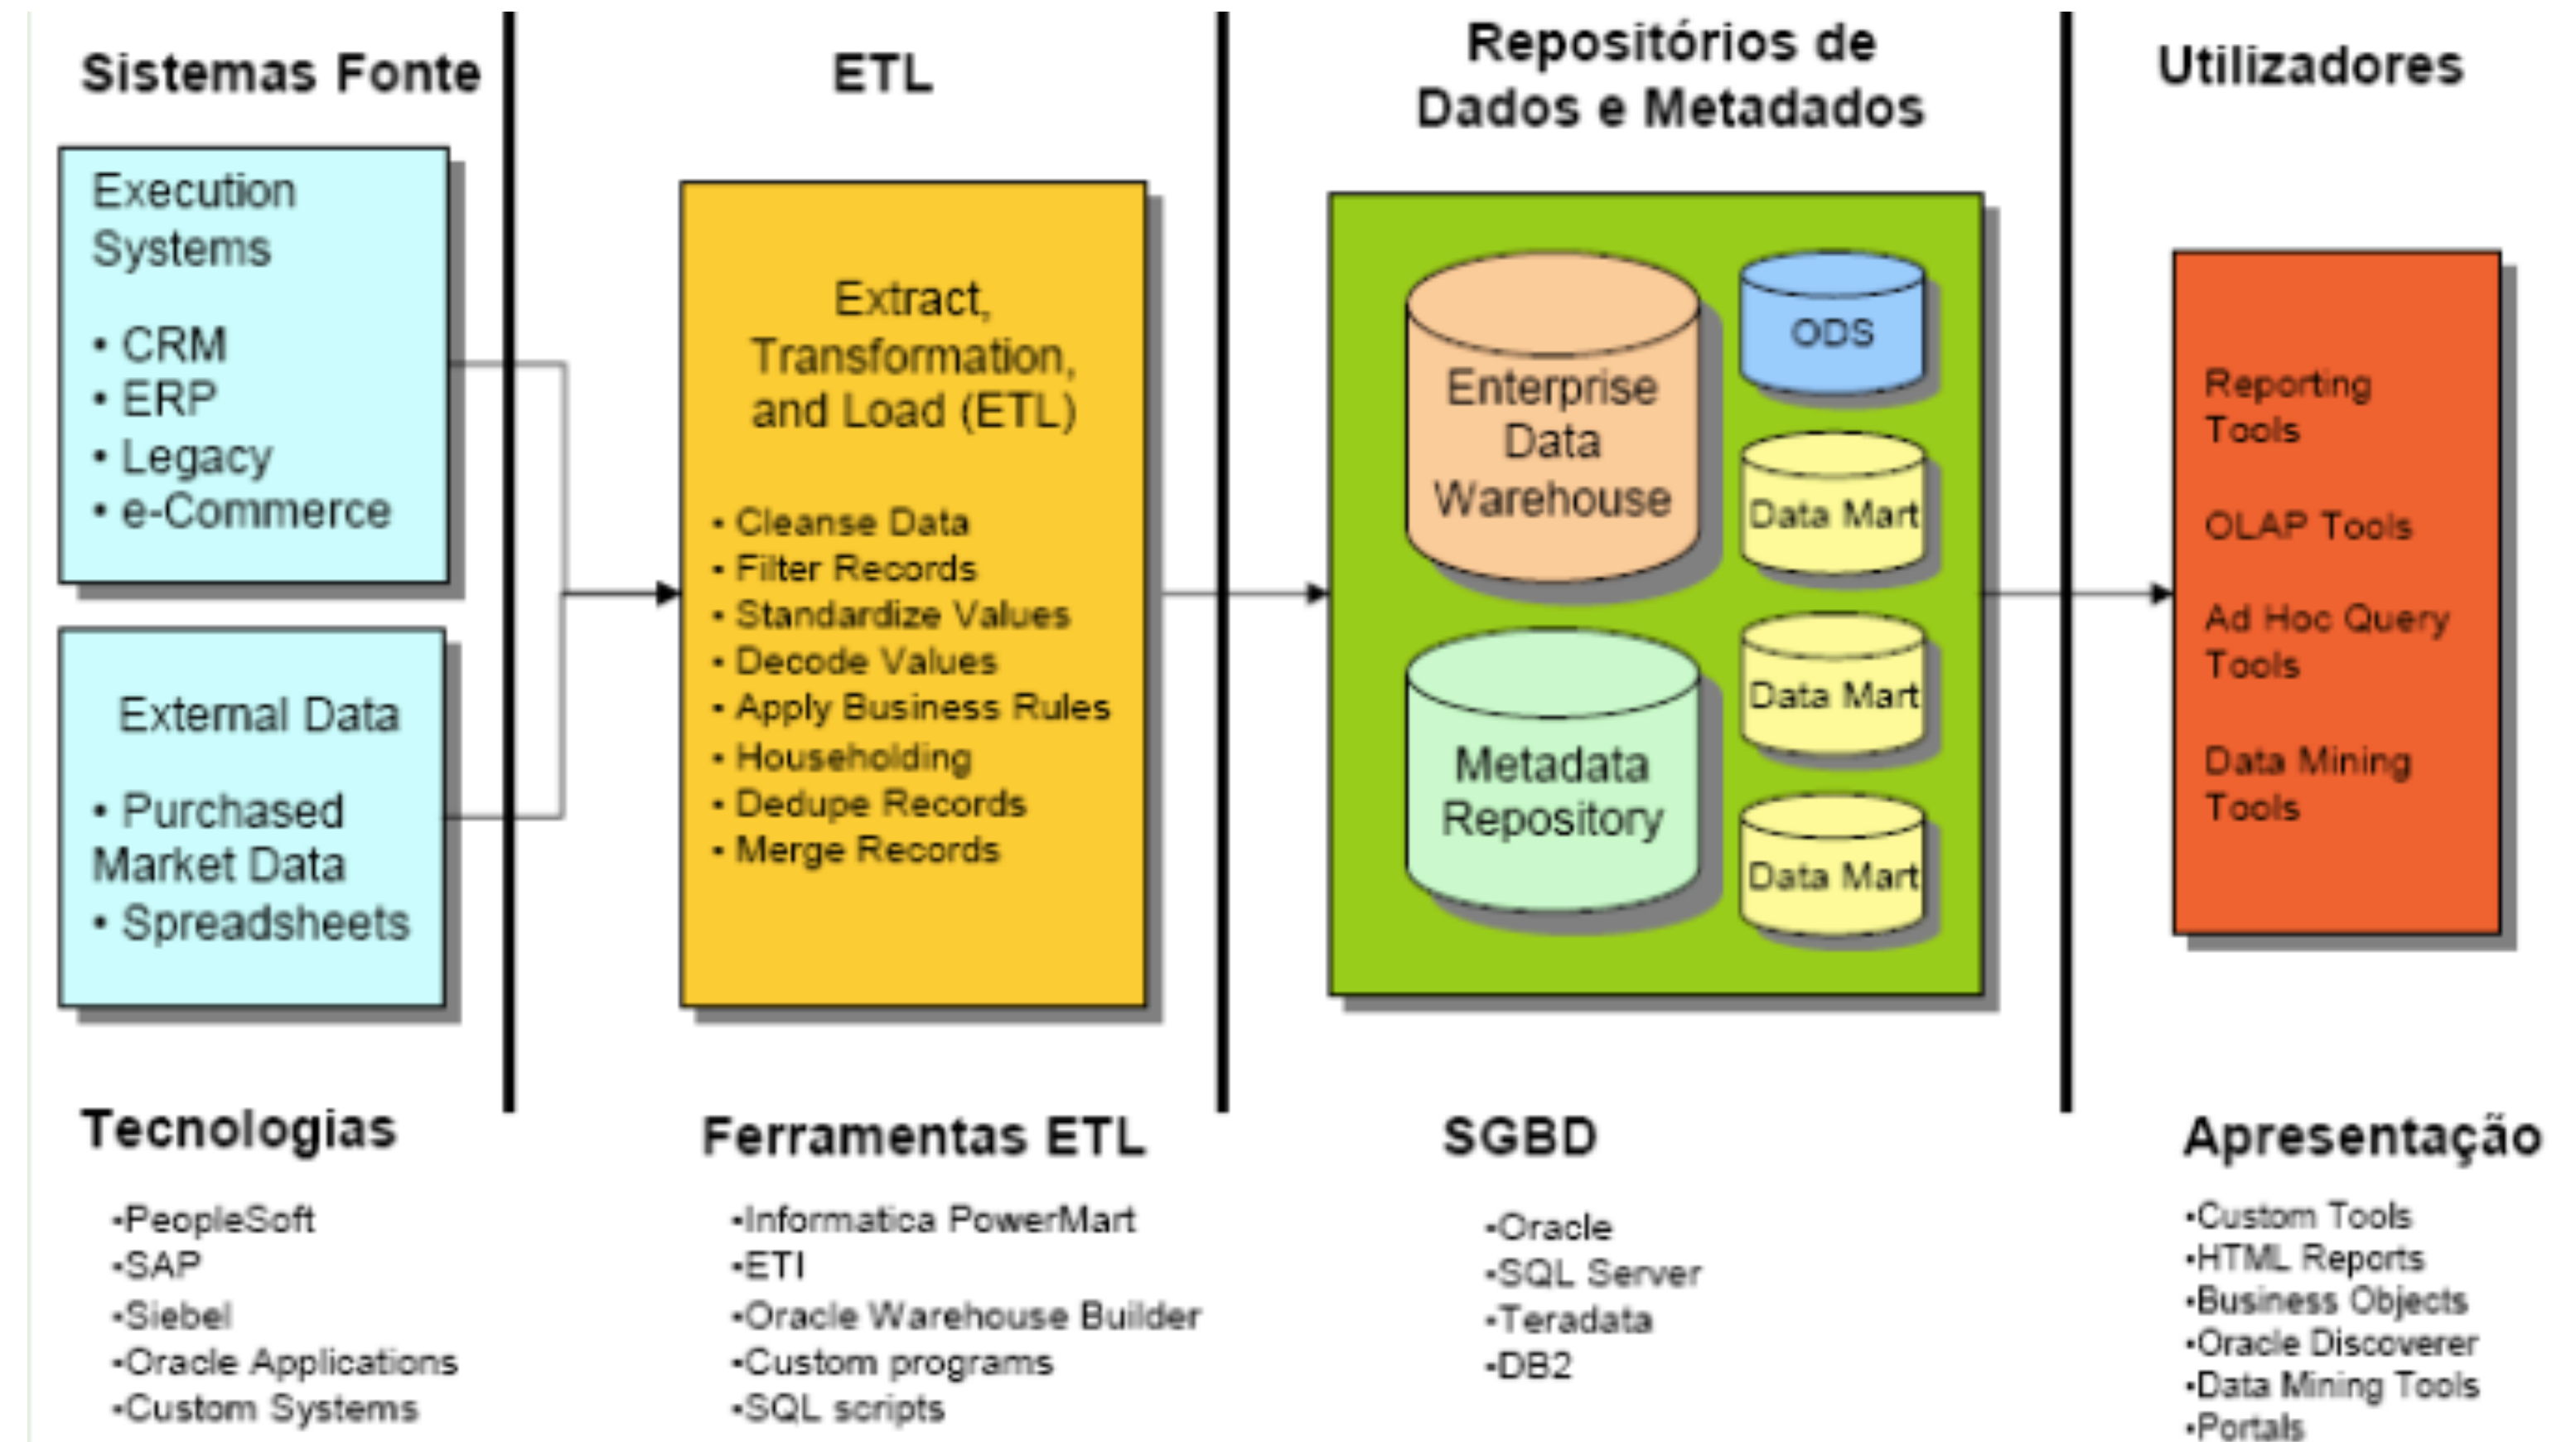 Sistemas Fonte
Execution
Systems
• CRM
• ERP
• Legacy
• e-Commerce
External Data
• Purchased
Market Data
• Spreadsheets
Tecnologias
•PeopleSoft
•SAP
•Siebel
•Oracle Applications
•Custom Systems
ETL
Extract,
Transformation,
and Load (ETL)
• Cleanse Data
• Filter Records
• Standardize Values
• Decode Values
• Apply Business Rules
• Householding
• Dedupe Records
• Merge Records
Ferramentas ETL
•Informatica PowerMart
•ETI
•Oracle Warehouse Builder
•Custom programs
•SQL scripts
Repositórios de
Dados e Metadados
Enterprise
Data
Warehouse
Metadata
Repository
ODS
Data Mart
Data Mart
Data Mart
SGBD
•Oracle
•SQL Server
•Teradata
•DB2
Utilizadores
Reporting
Tools
OLAP Tools
Ad Hoc Query
Tools
Data Mining
Tools
Apresentação
•Custom Tools
•HTML Reports
•Business Objects
•Oracle Discoverer
•Data Mining Tools
•Portals